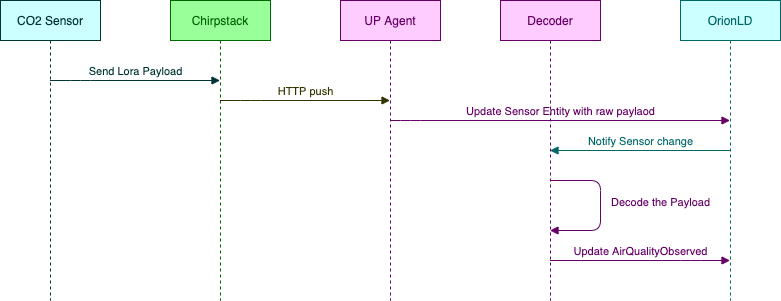 CO2 Sensor
Chirpstack
UP Agent
Decoder
OrionLD
Send Lora Payload
HTTP push
Update Sensor Entity with raw paylaod
Notify Sensor change
Decode the Payload
Update AirQualityObserved